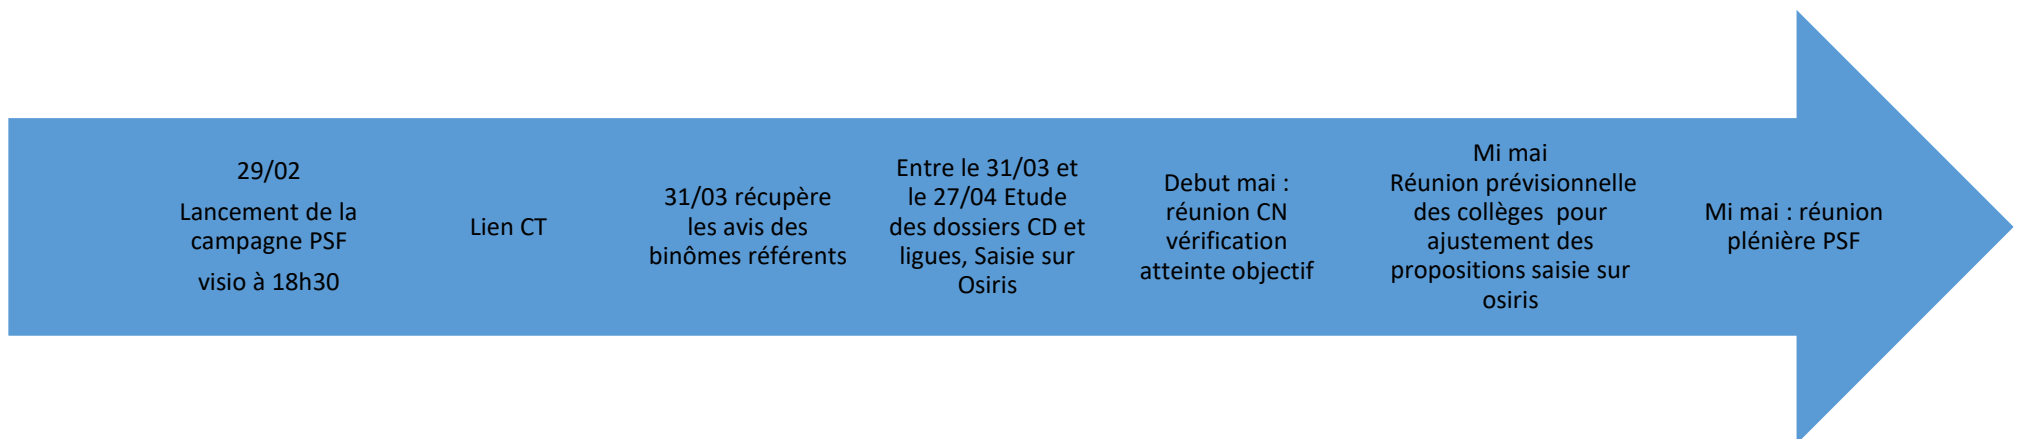 29/02
Lancement de la
campagne PSF
visio à 18h30
Lien CT
31/03 récupère
les avis des
binômes référents
Entre le 31/03 et
le 27/04 Etude
des dossiers CD et
ligues, Saisie sur
Osiris
Debut mai :
réunion CN
vérification
atteinte objectif
Mi mai
Réunion prévisionnelle
des collèges  pour
ajustement des
propositions saisie sur
osiris
Mi mai : réunion
plénière PSF